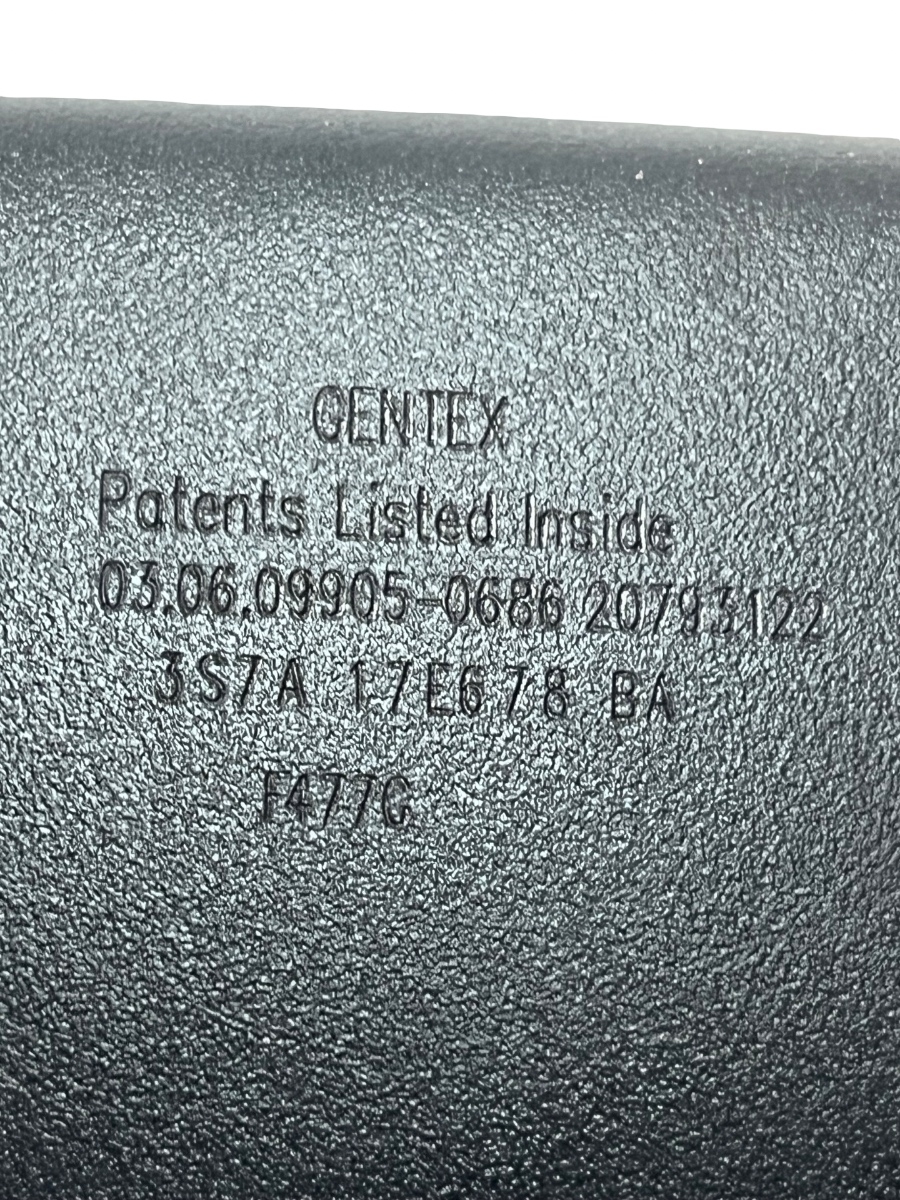 GENTEX
Patents Listed Inside
03.06.09905-0686 20793122
3S7A 17E678 BA
F477G